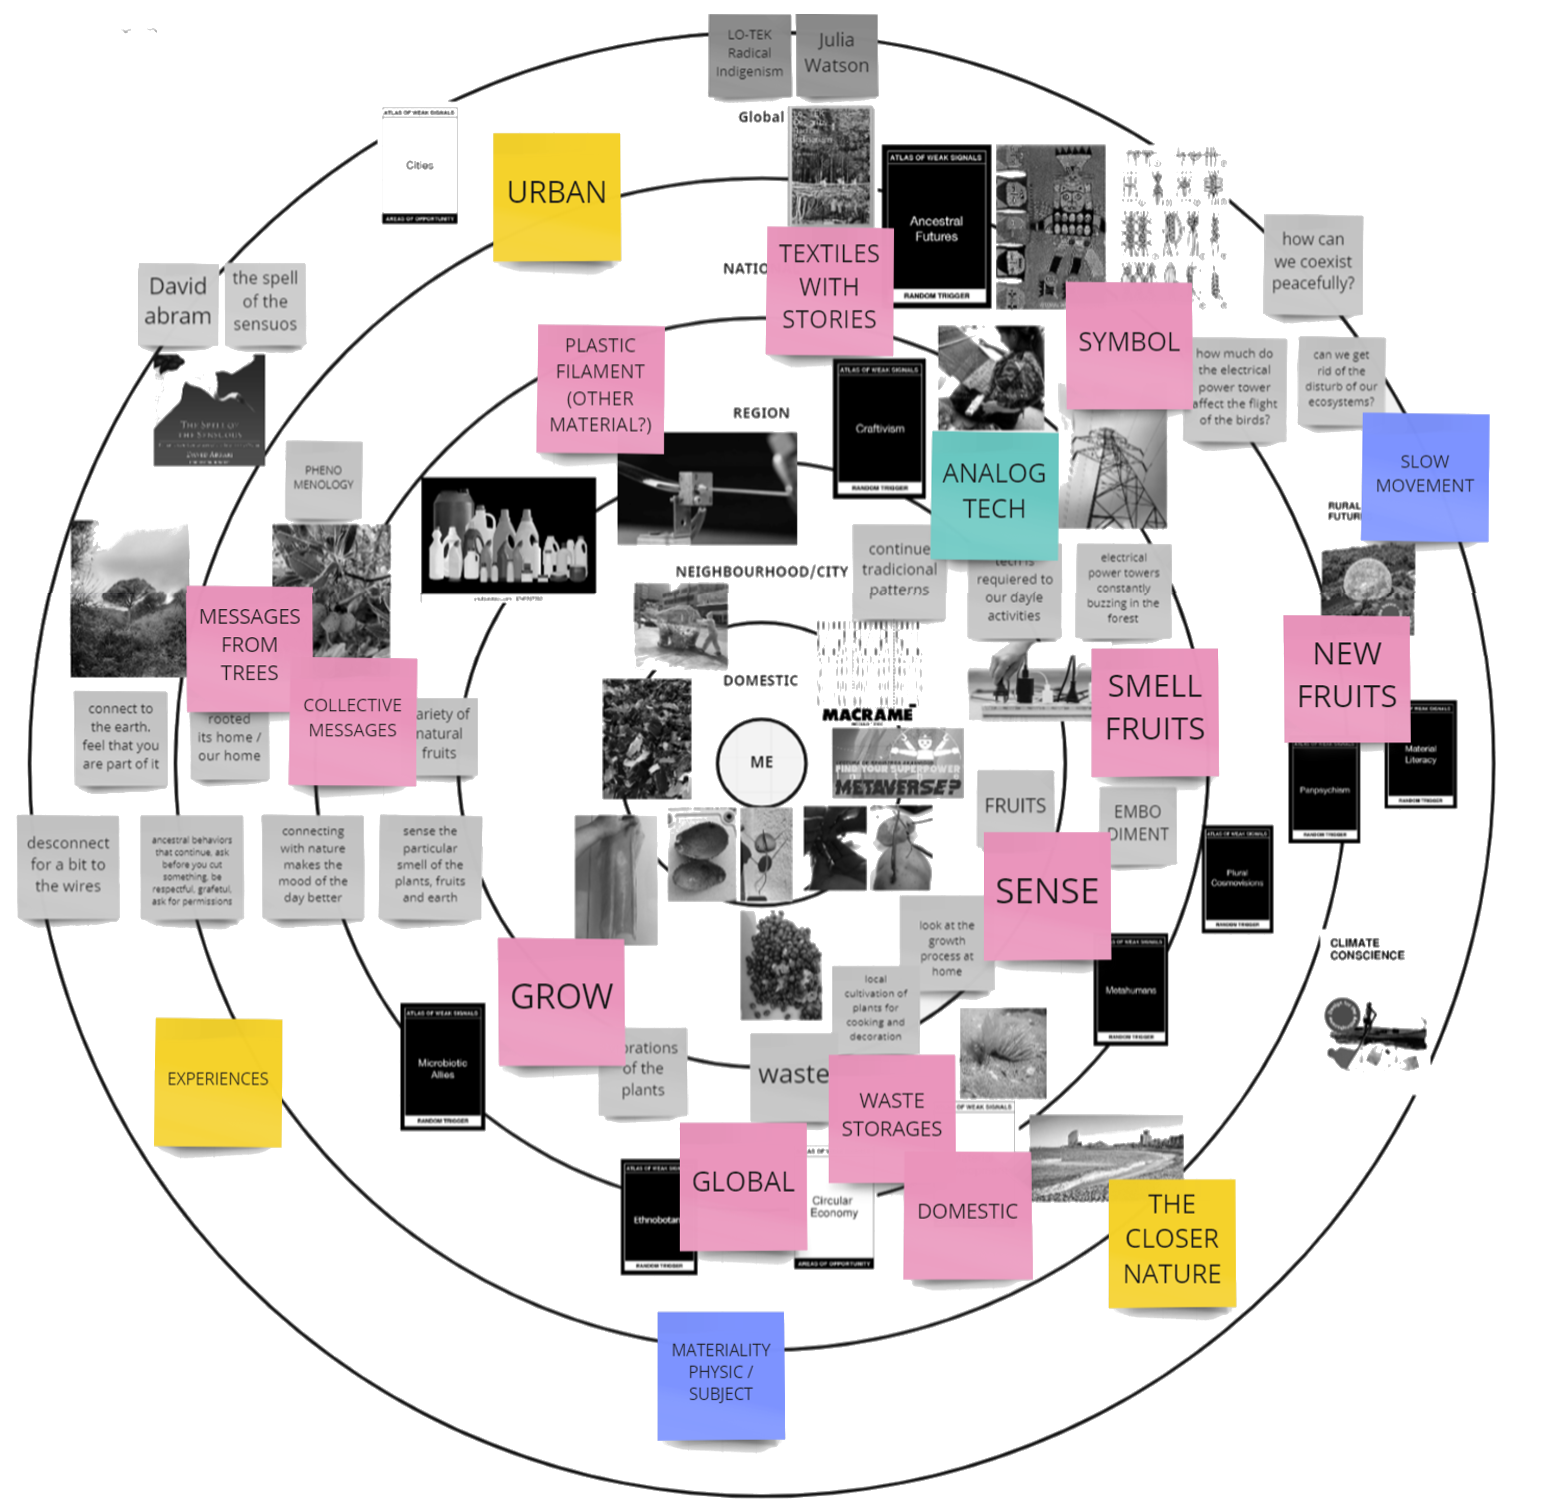 LO-TEK
Radical
Indigenism
Julia
Watson
Global
ATLAS OF WEAK SIGNALS
Cities
AREAS OF OPPORTUNITY
URBAN
ATLAS OF WEAK SIGNALS
Ancestral
Futures
RANDOM TRIGGER
how can
we coexist
peacefully?
David
abram
the spell
of the
sensuos
NATIO
TEXTILES
WITH
STORIES
SYMBOL
PLASTIC
FILAMENT
(OTHER
MATERIAL?)
how much do
the electrical
power tower
affect the flight
of the birds?
can we get
rid of the
disturb of our
ecosystems?
THE SPELL OF
THE SENSUOUS
DAVID ABRAM
REGION
ATLAS OF WEAK SIGNALS
Craftivism
RANDOM TRIGGER
SLOW
MOVEMENT
PHENO
MENOLOGY
ANALOG
TECH
RURAL
FUTUR
NEIGHBOURHOOD/CITY
continue
tradicional
patterns
tech is
requiered to
our dayle
activities
electrical
power towers
constantly
buzzing in the
forest
MESSAGES
FROM
TREES
COLLECTIVE
MESSAGES
DOMESTIC
MACRAMÉ
SMELL
FRUITS
NEW
FRUITS
connect to
the earth.
feel that you
are part of it
rooted
its home /
our home
ariety of
natural
fruits
ME
FIND YOUR SUPERPOWER
METAVERSE?
Material
Literacy
RANDOM TRIGGER
Panpsychism
RANDOM TRIGGER
FRUITS
EMBO
DIMENT
desconnect
for a bit to
the wires
ancestral behaviors
that continue. ask
before you cut
something. be
respectful, grateful,
ask for permissions
connecting
with nature
makes the
mood of the
day better
sense the
particular
smell of the
plants, fruits
and earth
SENSE
ATLAS OF WEAK SIGNALS
Plural
Cosmovisions
RANDOM TRIGGER
look at the
growth
process at
home
GROW
local
cultivation of
plants for
cooking and
decoration
OF WEAK SIGNALS
Metahumans
RANDOM TRIGGER
CLIMATE
CONSCIENCE
EXPERIENCES
ATLAS OF WEAK SIGNALS
Microbiotic
Allies
RANDOM TRIGGER
orations
of the
plants
waste
WASTE
STORAGES
OF WEAK SIGNALS
GLOBAL
ATLAS OF WEAK SIGN
Ethnobotan
RANDOM TRIGGER
Circular
Economy
AREAS OF OPPORTUNITY
DOMESTIC
THE
CLOSER
NATURE
MATERIALITY
PHYSIC /
SUBJECT